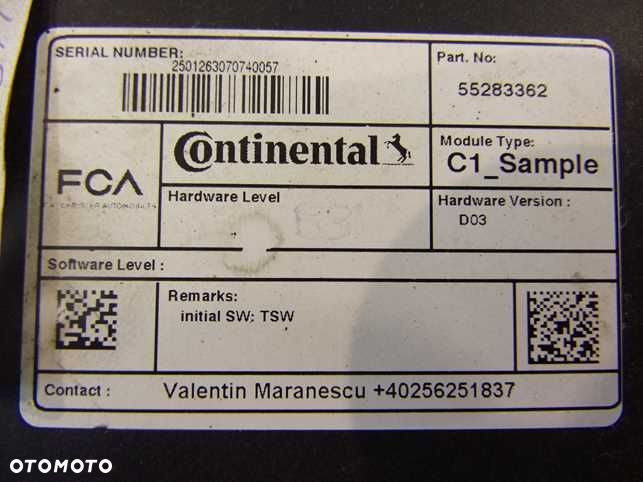 SERIAL NUMBER:
2501263070740057
Part. No:
55283362
FCA
Continental
Module Type:
C1_Sample
Hardware Level
Hardware Version :
D03
Software Level :
Remarks:
initial SW: TSW
Contact :
Valentin Maranescu +40256251837
OTOMOTO